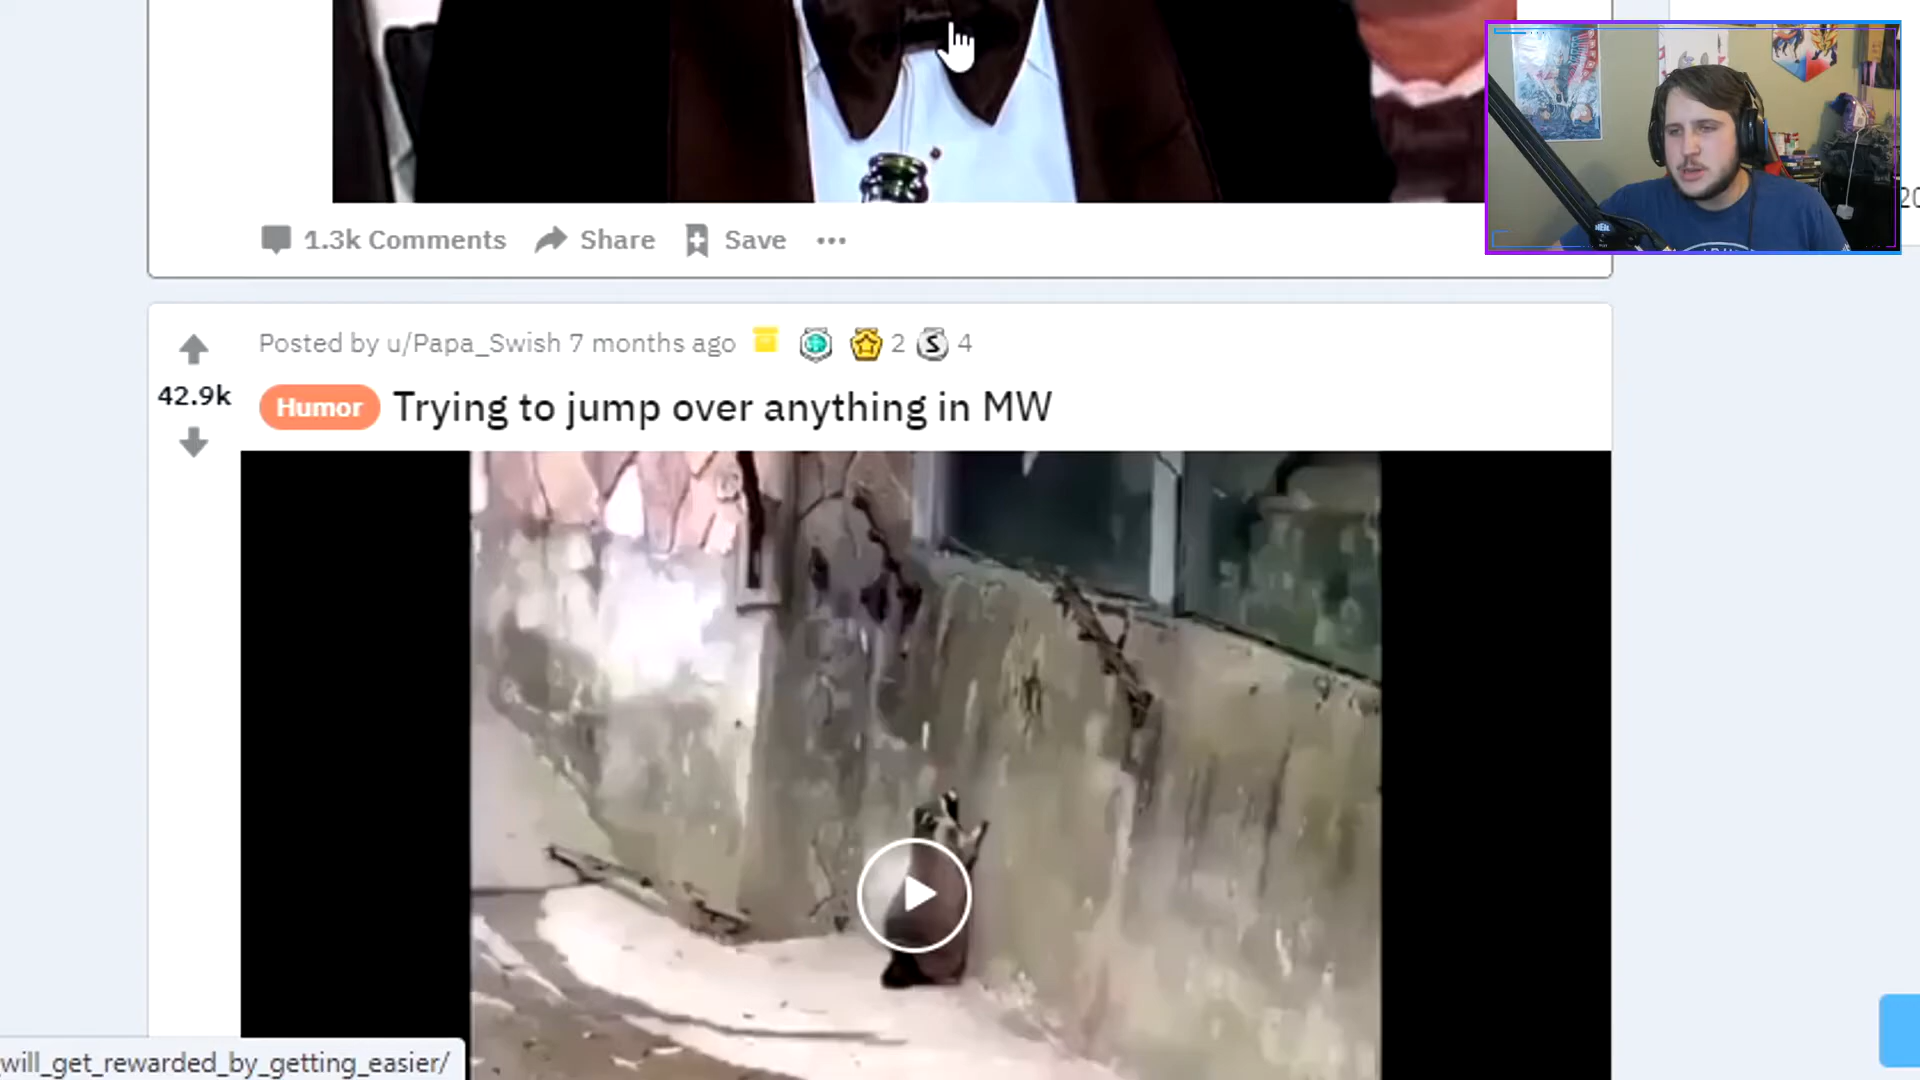 1.3k Comments Share Save
Posted by u/Papa_Swish 7 months ago 2 S 4
42.9k
Humor Trying to jump over anything in MW
will_get_rewarded_by_getting_easier/